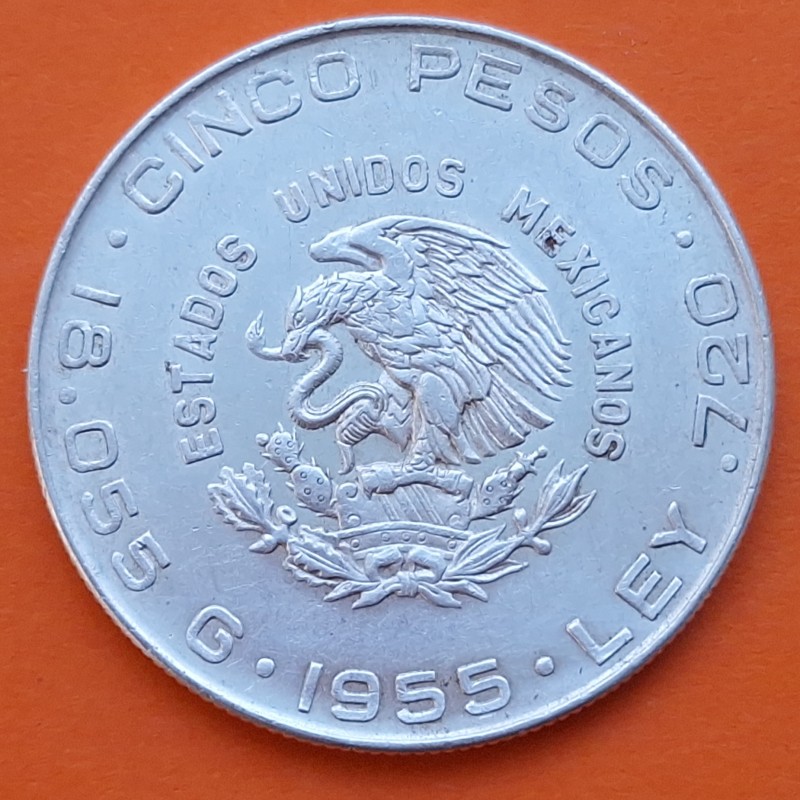 CINCO PESOS · 720. LEY · 1955 · 18.055 G ·
ESTADOS UNIDOS MEXICANOS